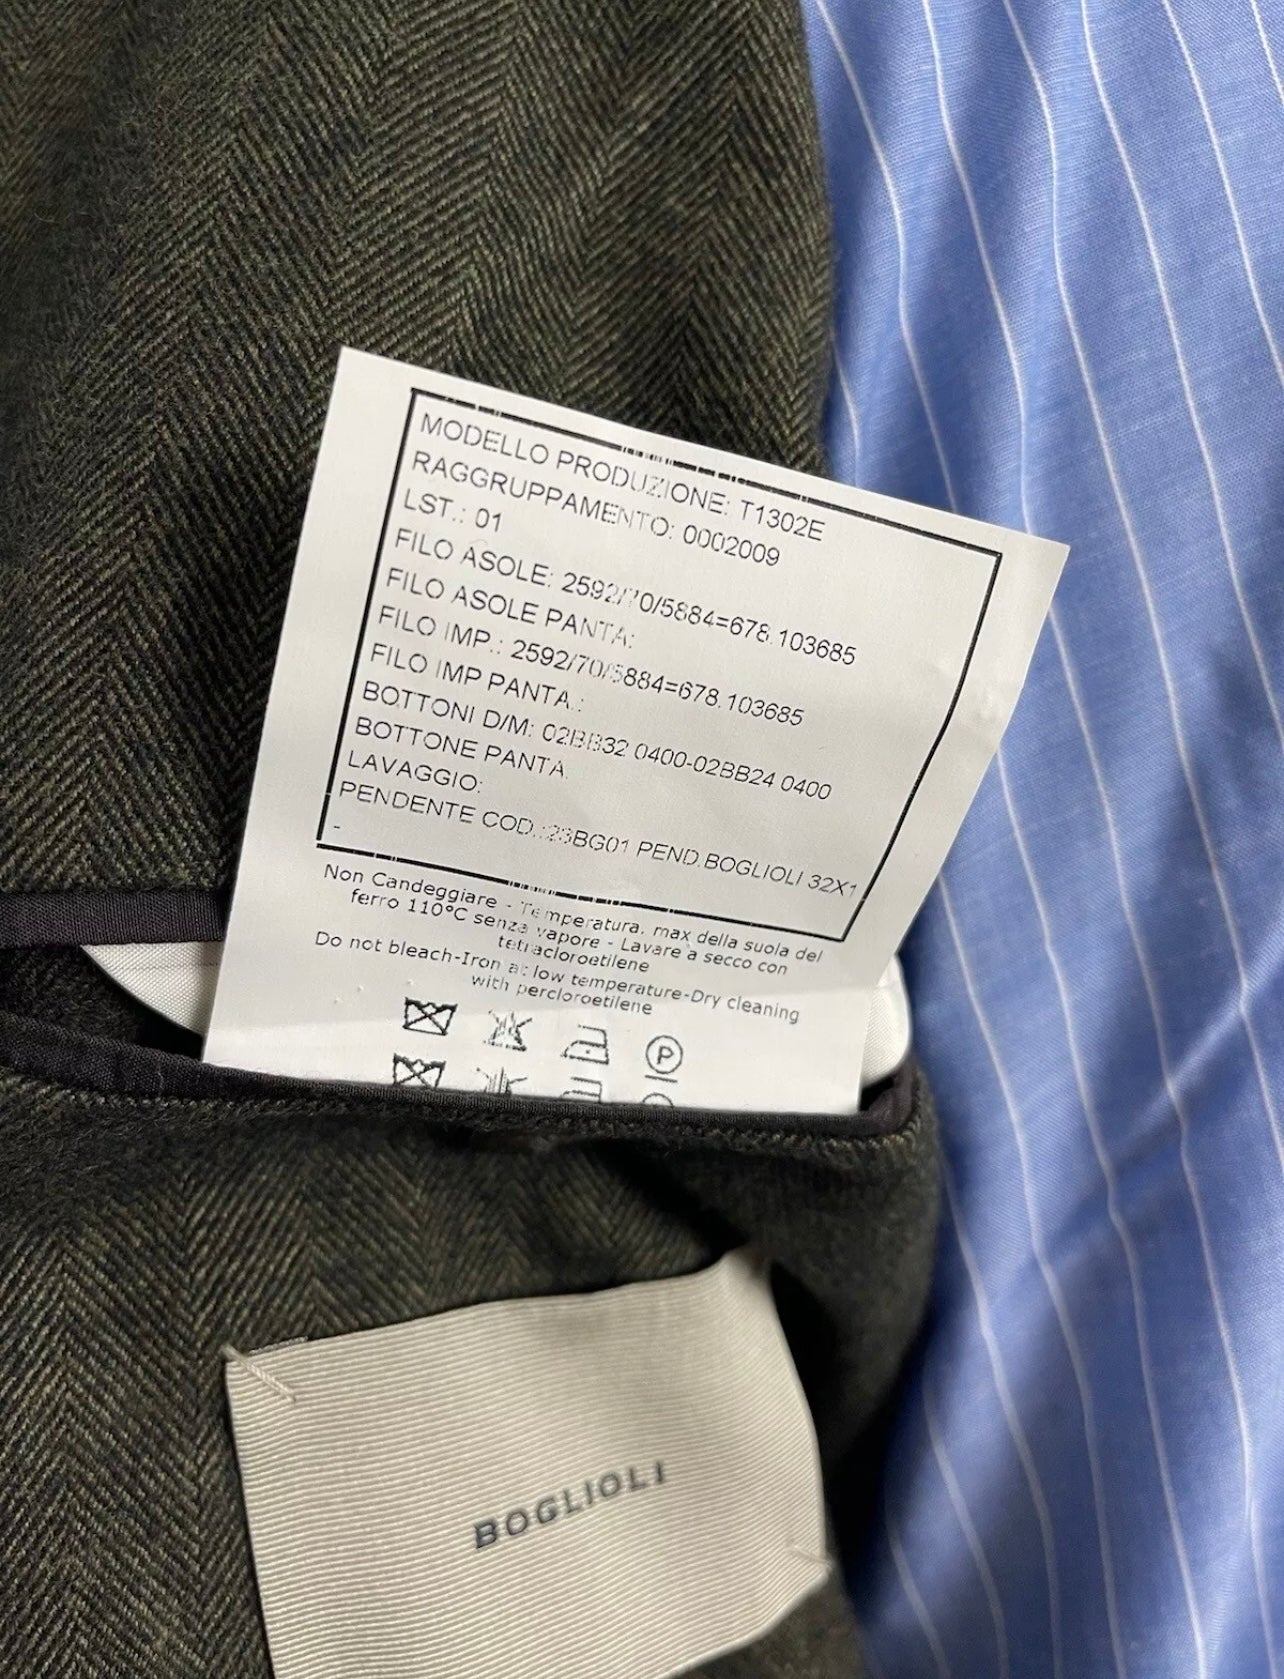 MODELLO PRODUZIONE: T1302E
RAGGRUPPAMENTO: 0002009
LST.: 01
FILO ASOLE: 2592/70/5884=678.103685
FILO ASOLE PANTA:
FILO IMP.: 2592/70/5884=678.103685
FILO IMP PANTA.:
BOTTONI D/M: 02BB32 0400-02BB24 0400
BOTTONE PANTA.
LAVAGGIO:
PENDENTE COD.:23BG01 PEND.BOGLIOLI 32X1
-
Non Candeggiare - Temperatura. max della suola del
ferro 110°C senza vapore - Lavare a secco con
tetracloroetilene
Do not bleach-Iron at low temperature-Dry cleaning
with percloroetilene
P
BOGLIOLI